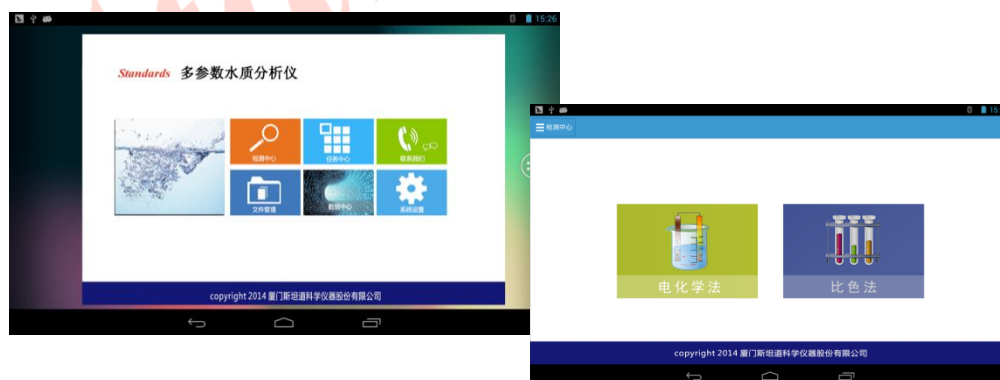 15:26
Standards 多参数水质分析仪
检测中心
任务中心
联系我们
文件管理
数据中心
系统设置
copyright 2014 厦门斯坦道科学仪器股份有限公司
15
检测中心
电化学法
比色法
copyright 2014 厦门斯坦道科学仪器股份有限公司